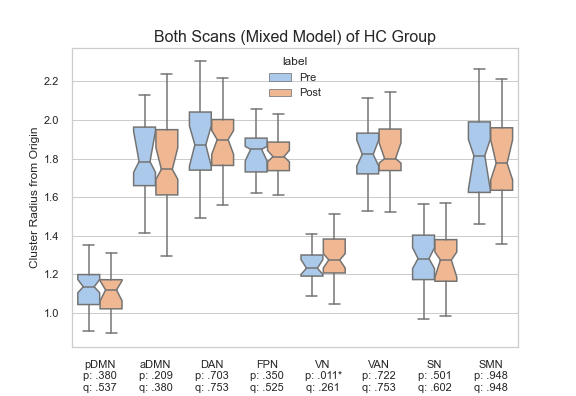 Both Scans (Mixed Model) of HC Group
label
Pre
Post
Cluster Radius from Origin
2.2
2.0
1.8
1.6
1.4
1.2
1.0
pDMN aDMN DAN FPN VN VAN SN SMN
p: .380 p: .209 p: .703 p: .350 p: .011* p: .722 p: .501 p: .948
q: .537 q: .380 q: .753 q: .525 q: .261 q: .753 q: .602 q: .948